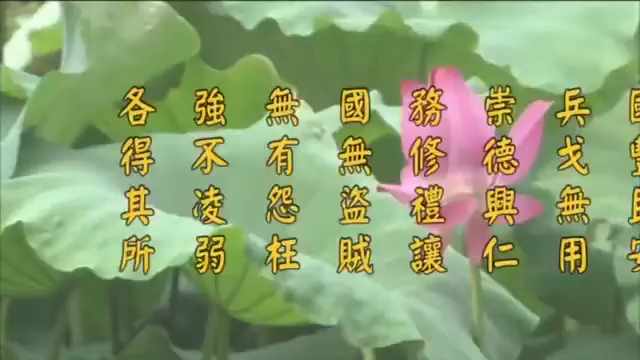 兵戈無用
崇德興仁
務修禮讓
國無盜賊
無有怨枉
強不凌弱
各得其所